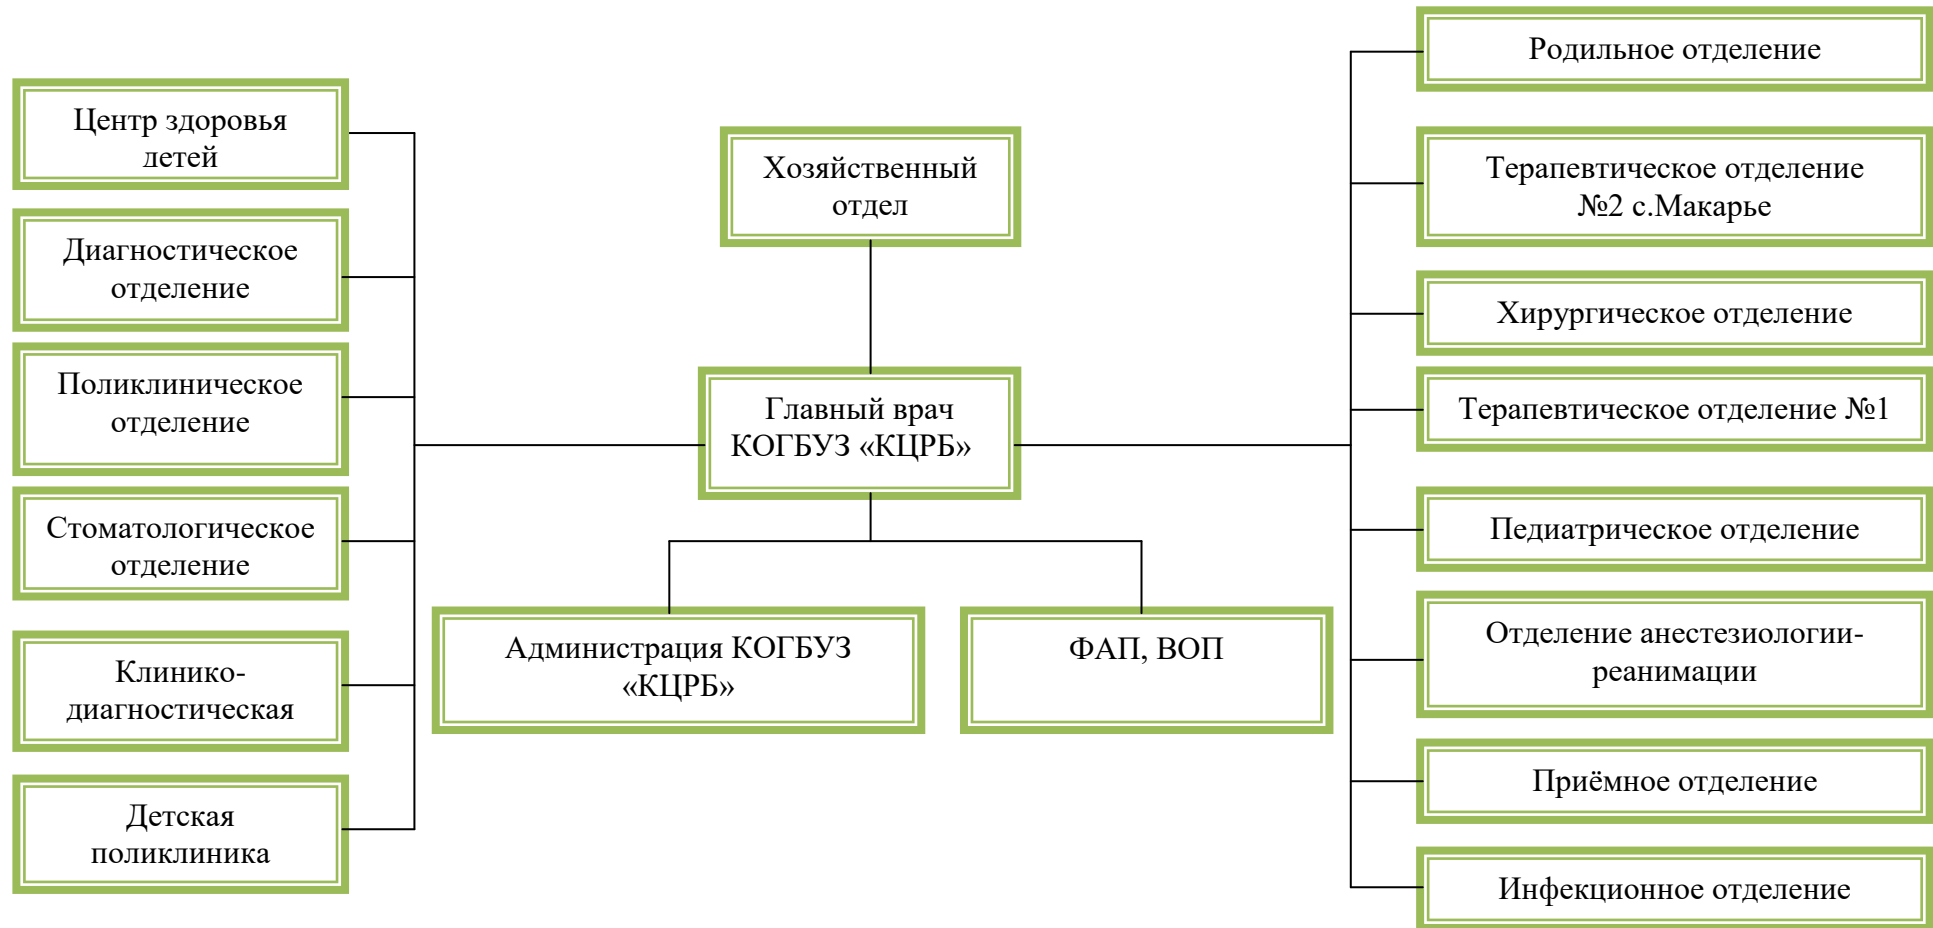 Центр здоровья
детей
Диагностическое
отделение
Поликлиническое
отделение
Стоматологическое
отделение
Клинико-
диагностическая
Детская
поликлиника
Хозяйственный
отдел
Главный врач
КОГБУЗ «КЦРБ»
Администрация КОГБУЗ
«КЦРБ»
ФАП, ВОП
Родильное отделение
Терапевтическое отделение
№2 с.Макарье
Хирургическое отделение
Терапевтическое отделение №1
Педиатрическое отделение
Отделение анестезиологии-
реанимации
Приёмное отделение
Инфекционное отделение